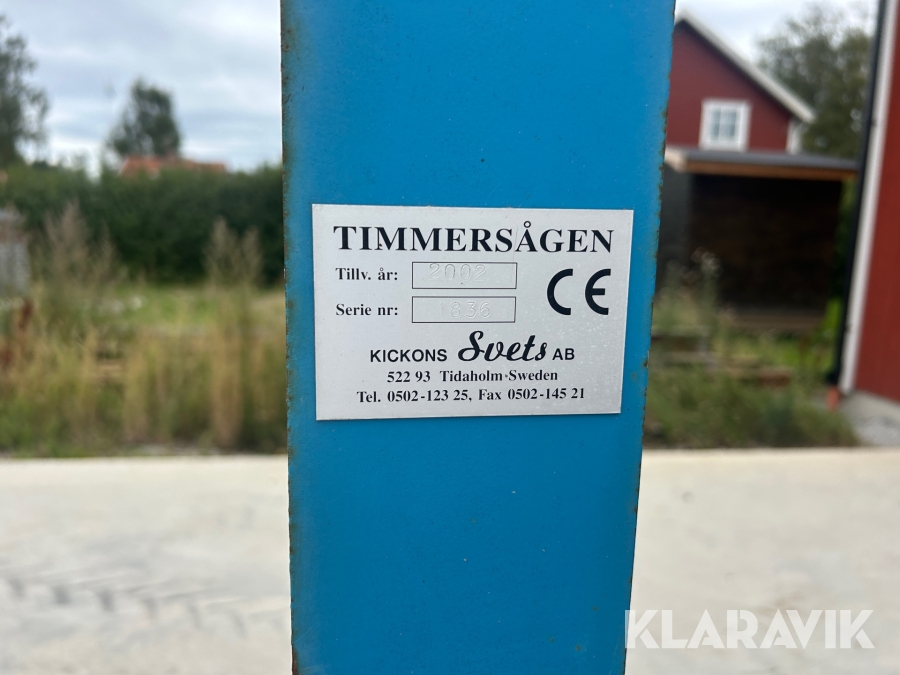 TIMMERSÅGEN
Tillv. år: 2002
CE
Serie nr: 1836
KICKONS Svets AB
522 93 Tidaholm-Sweden
Tel. 0502-123 25, Fax 0502-145 21
KLARAVIK